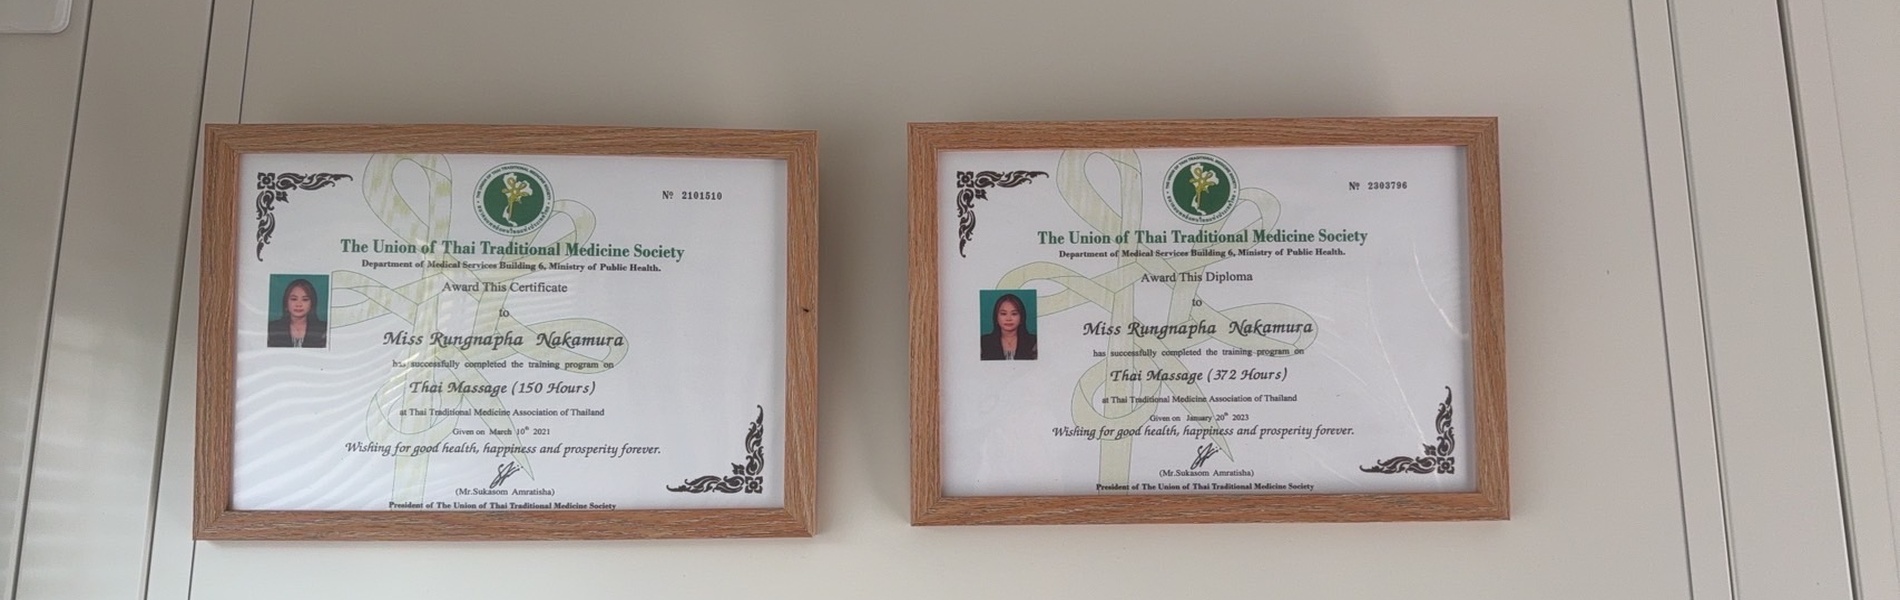 Nº 2101510
The Union of Thai Traditional Medicine Society
Department of Medical Services Building 6, Ministry of Public Health.
Award This Certificate
to
Miss Rungnapha Nakamura
has successfully completed the training program on
Thai Massage (150 Hours)
at Thai Traditional Medicine Association of Thailand
Given on March 10th 2021
Wishing for good health, happiness and prosperity forever.
(Mr.Sukasom Amratisha)
President of The Union of Thai Traditional Medicine Society
Nº 2303796
The Union of Thai Traditional Medicine Society
Department of Medical Services Building 6, Ministry of Public Health.
Award This Diploma
to
Miss Rungnapha Nakamura
has successfully completed the training program on
Thai Massage (372 Hours)
at Thai Traditional Medicine Association of Thailand
Given on January 20th 2023
Wishing for good health, happiness and prosperity forever.
(Mr.Sukasom Amratisha)
President of The Union of Thai Traditional Medicine Society